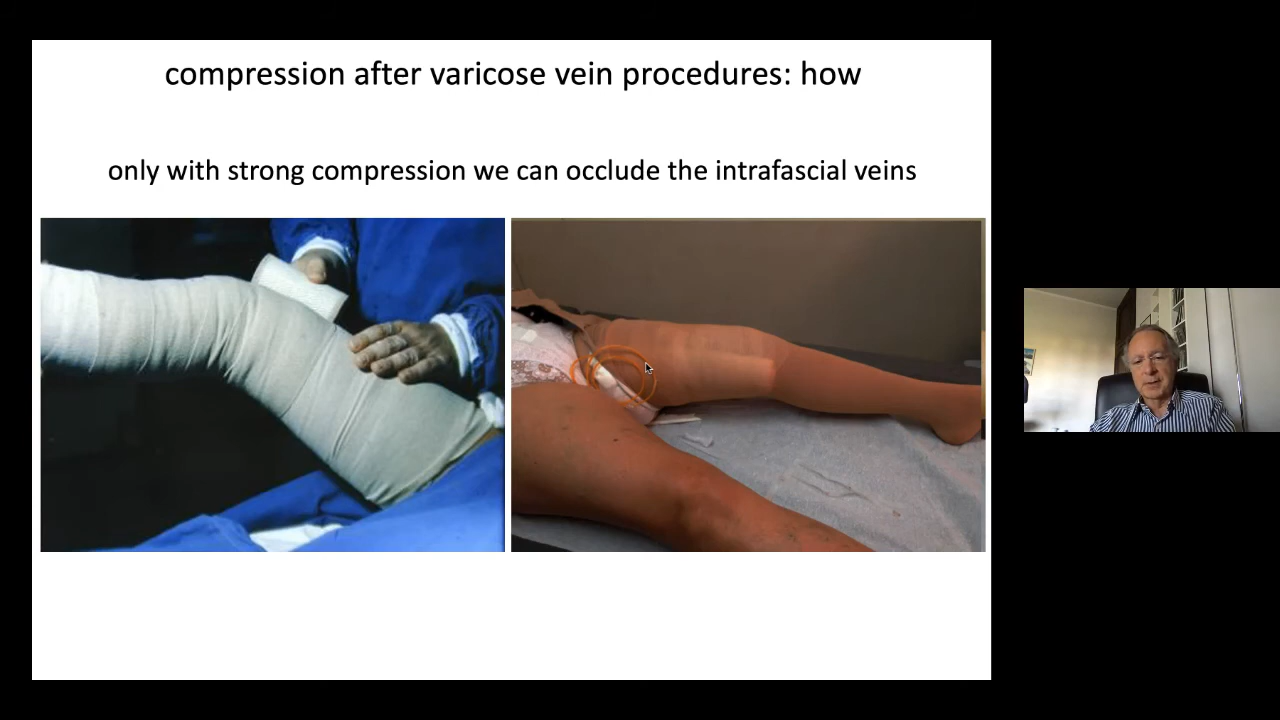 compression after varicose vein procedures: how
only with strong compression we can occlude the intrafascial veins